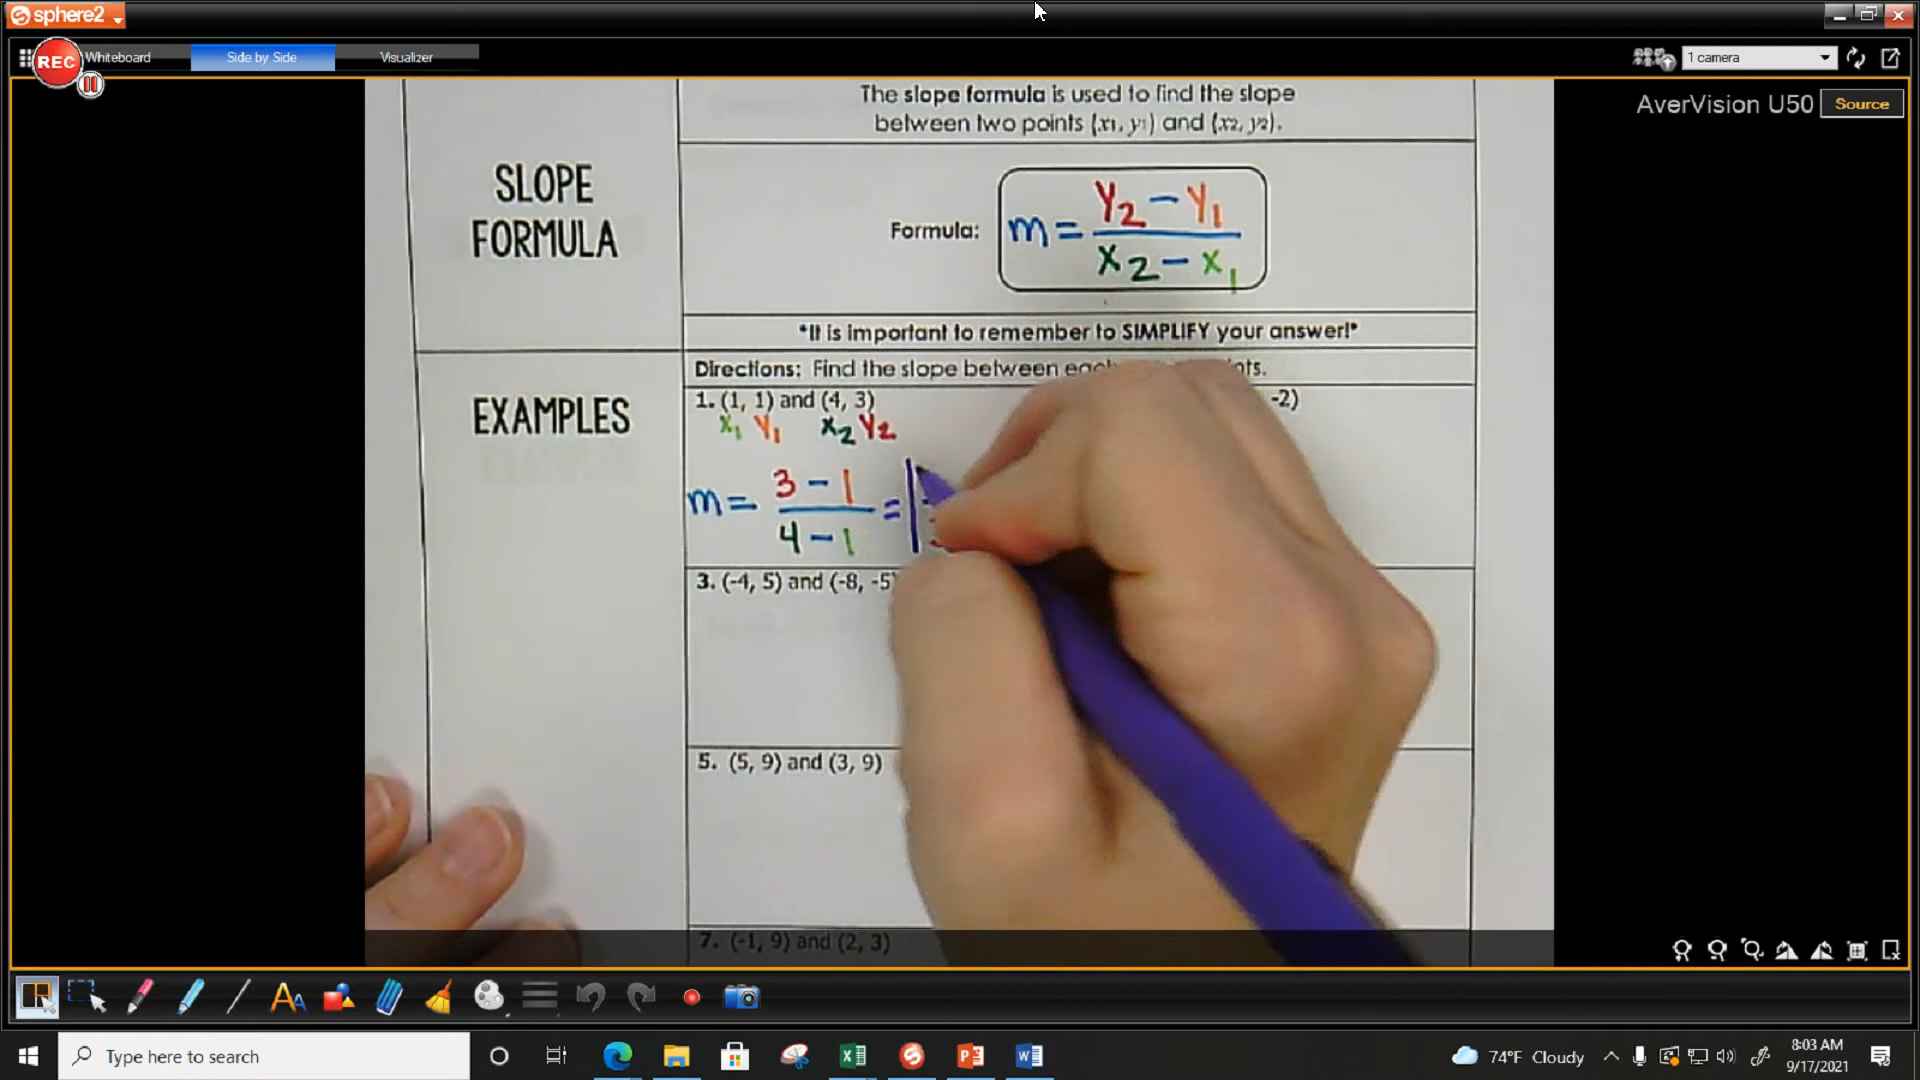 sphere2
REC Whiteboard Side by Side Visualizer 1 camera
AverVision U50 Source
The slope formula is used to find the slope
between two points (x₁, y₁) and (x₂, y₂).
SLOPE
FORMULA
Formula: m = y₂ - y₁ / x₂ - x₁
*It is important to remember to SIMPLIFY your answer!*
EXAMPLES
Directions: Find the slope between
1. (1, 1) and (4, 3)
x₁ y₁ x₂ y₂
-2)
m = 3 - 1 / 4 - 1 =
3. (-4, 5) and (-8, -5)
5. (5, 9) and (3, 9)
7. (-1, 9) and (2, 3)
Type here to search
74°F Cloudy
8:03 AM
9/17/2021